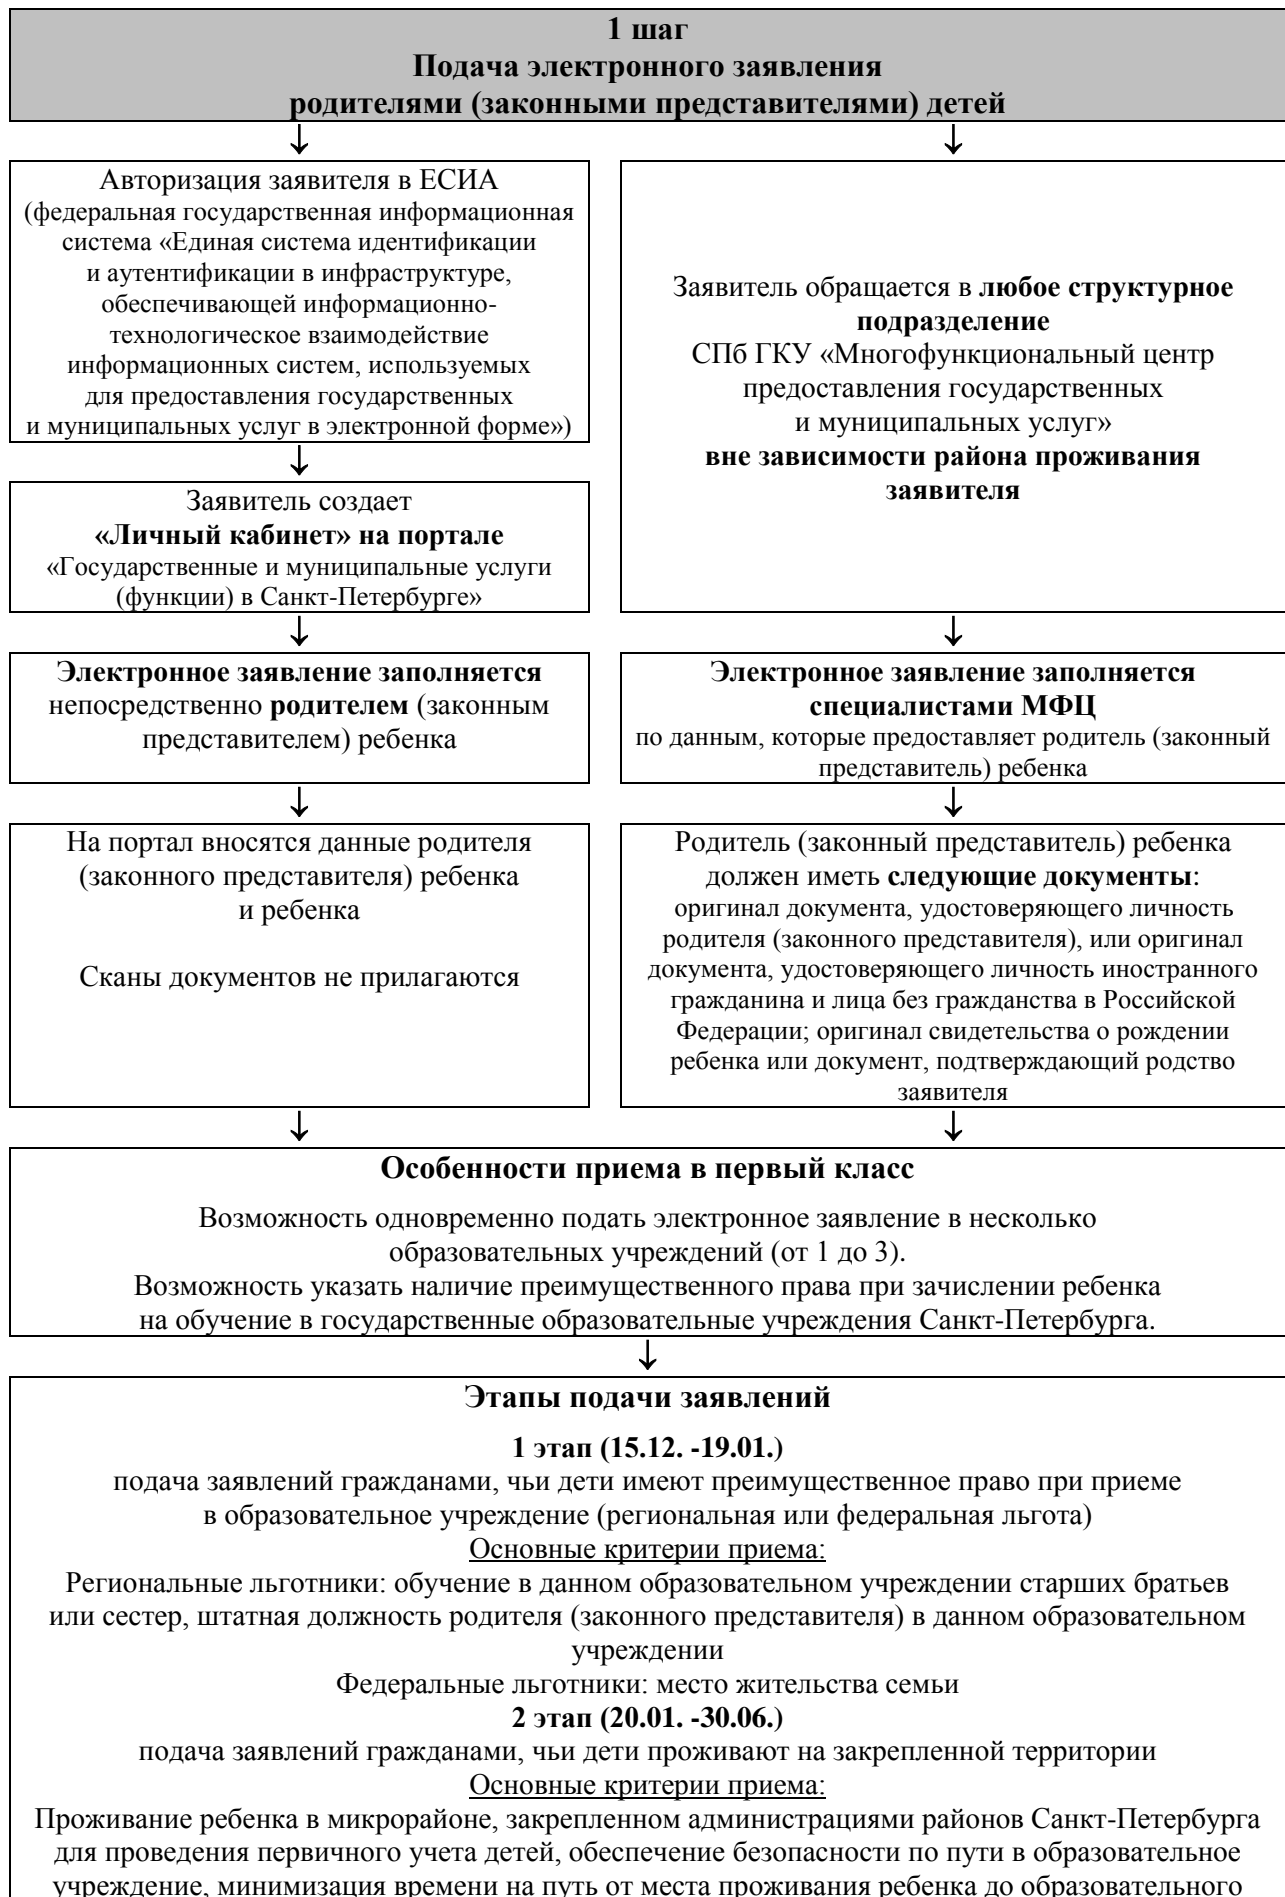 1 шаг
Подача электронного заявления
родителями (законными представителями) детей
↓
↓
Авторизация заявителя в ЕСИА
(федеральная государственная информационная
система «Единая система идентификации
и аутентификации в инфраструктуре,
обеспечивающей информационно-
технологическое взаимодействие
информационных систем, используемых
для предоставления государственных
и муниципальных услуг в электронной форме»)
↓
Заявитель создает
«Личный кабинет» на портале
«Государственные и муниципальные услуги
(функции) в Санкт-Петербурге»
Заявитель обращается в любое структурное
подразделение
СПб ГКУ «Многофункциональный центр
предоставления государственных
и муниципальных услуг»
вне зависимости района проживания
заявителя
↓
↓
Электронное заявление заполняется
непосредственно родителем (законным
представителем) ребенка
Электронное заявление заполняется
специалистами МФЦ
по данным, которые предоставляет родитель (законный
представитель) ребенка
↓
↓
На портал вносятся данные родителя
(законного представителя) ребенка
и ребенка
Сканы документов не прилагаются
Родитель (законный представитель) ребенка
должен иметь следующие документы:
оригинал документа, удостоверяющего личность
родителя (законного представителя), или оригинал
документа, удостоверяющего личность иностранного
гражданина и лица без гражданства в Российской
Федерации; оригинал свидетельства о рождении
ребенка или документ, подтверждающий родство
заявителя
↓
↓
Особенности приема в первый класс
Возможность одновременно подать электронное заявление в несколько
образовательных учреждений (от 1 до 3).
Возможность указать наличие преимущественного права при зачислении ребенка
на обучение в государственные образовательные учреждения Санкт-Петербурга.
↓
Этапы подачи заявлений
1 этап (15.12. -19.01.)
подача заявлений гражданами, чьи дети имеют преимущественное право при приеме
в образовательное учреждение (региональная или федеральная льгота)
Основные критерии приема:
Региональные льготники: обучение в данном образовательном учреждении старших братьев
или сестер, штатная должность родителя (законного представителя) в данном образовательном
учреждении
Федеральные льготники: место жительства семьи
2 этап (20.01. -30.06.)
подача заявлений гражданами, чьи дети проживают на закрепленной территории
Основные критерии приема:
Проживание ребенка в микрорайоне, закрепленном администрациями районов Санкт-Петербурга
для проведения первичного учета детей, обеспечение безопасности по пути в образовательное
учреждение, минимизация времени на путь от места проживания ребенка до образовательного